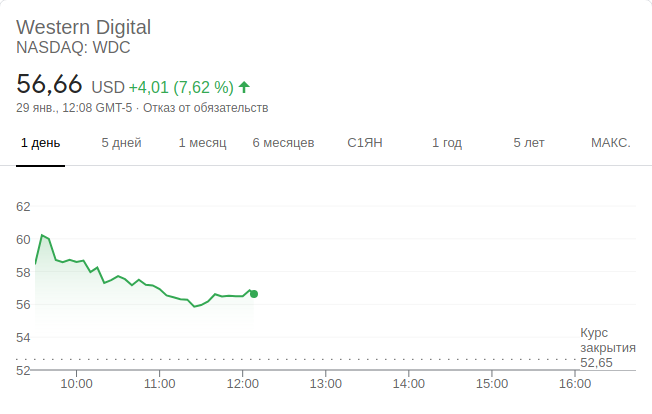 Western Digital
NASDAQ: WDC
56,66 USD +4,01 (7,62 %)
29 янв., 12:08 GMT-5 · Отказ от обязательств
1 день 5 дней 1 месяц 6 месяцев С1ЯН 1 год 5 лет МАКС.
62
60
58
56
54
52
Курс
закрытия
52,65
10:00 11:00 12:00 13:00 14:00 15:00 16:00